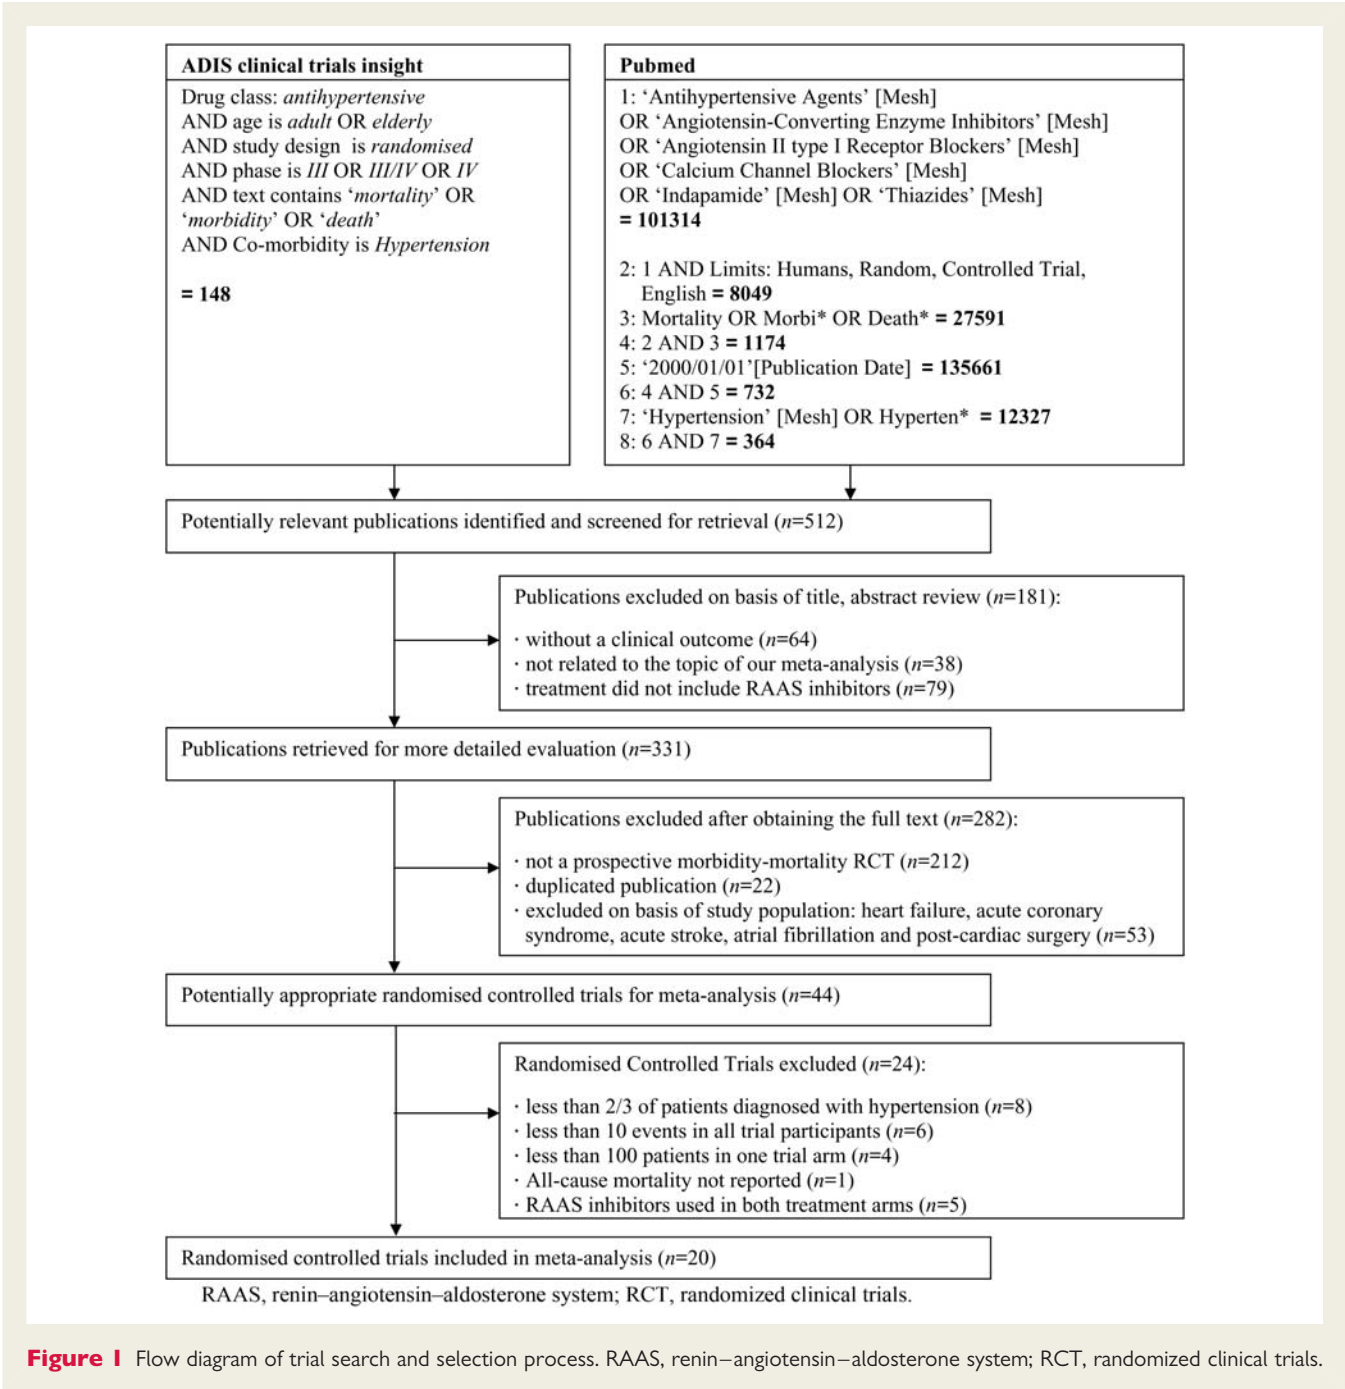 ADIS clinical trials insight
Drug class: antihypertensive
AND age is adult OR elderly
AND study design is randomised
AND phase is III OR III/IV OR IV
AND text contains ‘mortality’ OR
‘morbidity’ OR ‘death’
AND Co-morbidity is Hypertension
= 148
Pubmed
1: ‘Antihypertensive Agents’ [Mesh]
OR ‘Angiotensin-Converting Enzyme Inhibitors’ [Mesh]
OR ‘Angiotensin II type I Receptor Blockers’ [Mesh]
OR ‘Calcium Channel Blockers’ [Mesh]
OR ‘Indapamide’ [Mesh] OR ‘Thiazides’ [Mesh]
= 101314
2: 1 AND Limits: Humans, Random, Controlled Trial,
English = 8049
3: Mortality OR Morbi* OR Death* = 27591
4: 2 AND 3 = 1174
5: ‘2000/01/01’[Publication Date] = 135661
6: 4 AND 5 = 732
7: ‘Hypertension’ [Mesh] OR Hyperten* = 12327
8: 6 AND 7 = 364
Potentially relevant publications identified and screened for retrieval (n=512)
Publications excluded on basis of title, abstract review (n=181):
· without a clinical outcome (n=64)
· not related to the topic of our meta-analysis (n=38)
· treatment did not include RAAS inhibitors (n=79)
Publications retrieved for more detailed evaluation (n=331)
Publications excluded after obtaining the full text (n=282):
· not a prospective morbidity-mortality RCT (n=212)
· duplicated publication (n=22)
· excluded on basis of study population: heart failure, acute coronary
syndrome, acute stroke, atrial fibrillation and post-cardiac surgery (n=53)
Potentially appropriate randomised controlled trials for meta-analysis (n=44)
Randomised Controlled Trials excluded (n=24):
· less than 2/3 of patients diagnosed with hypertension (n=8)
· less than 10 events in all trial participants (n=6)
· less than 100 patients in one trial arm (n=4)
· All-cause mortality not reported (n=1)
· RAAS inhibitors used in both treatment arms (n=5)
Randomised controlled trials included in meta-analysis (n=20)
RAAS, renin–angiotensin–aldosterone system; RCT, randomized clinical trials.
Figure 1 Flow diagram of trial search and selection process. RAAS, renin–angiotensin–aldosterone system; RCT, randomized clinical trials.